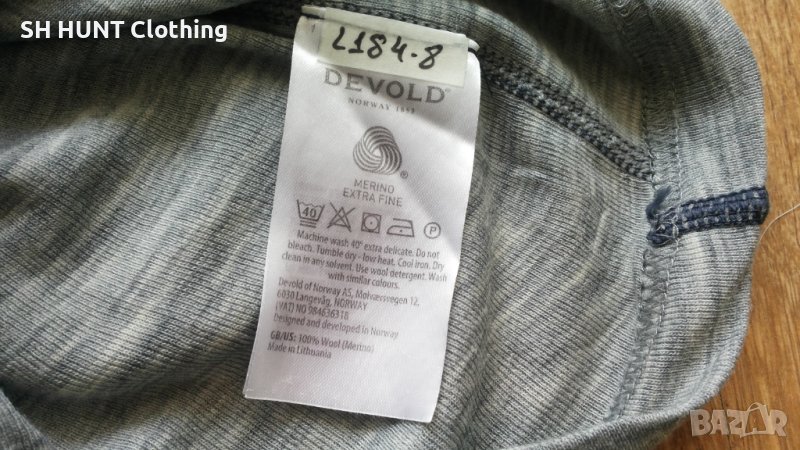 SH HUNT Clothing
L184-8
DEVOLD®
NORWAY 1853
®
MERINO
EXTRA FINE
40 P
Machine wash 40° extra delicate. Do not
bleach. Tumble dry - low heat. Cool iron. Dry
clean in any solvent. Use wool detergent. Wash
with similar colours.
Devold of Norway AS, Molværsvegen 12,
6030 Langevåg, NORWAY
(VAT) NO 984636318
Designed and developed in Norway
GB/US: 100% Wool (Merino)
Made in Lithuania
BAZAR